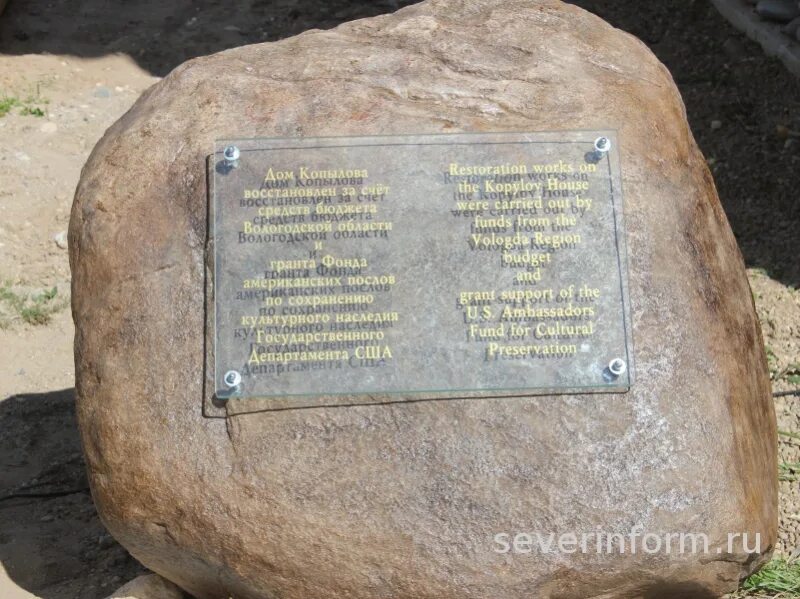 Дом Копылова
восстановлен за счёт
средств бюджета
Вологодской области
и
гранта Фонда
американских послов
по сохранению
культурного наследия
Государственного
Департамента США
Restoration works on
the Kopylov House
were carried out by
funds from the
Vologda Region
budget
and
grant support of the
U.S. Ambassadors
Fund for Cultural
Preservation
severinform.ru